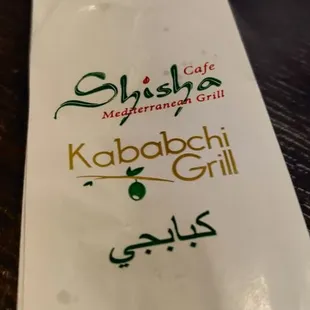 Cafe
Shisha
Mediterranean Grill
Kababchi
Grill
كبابجي